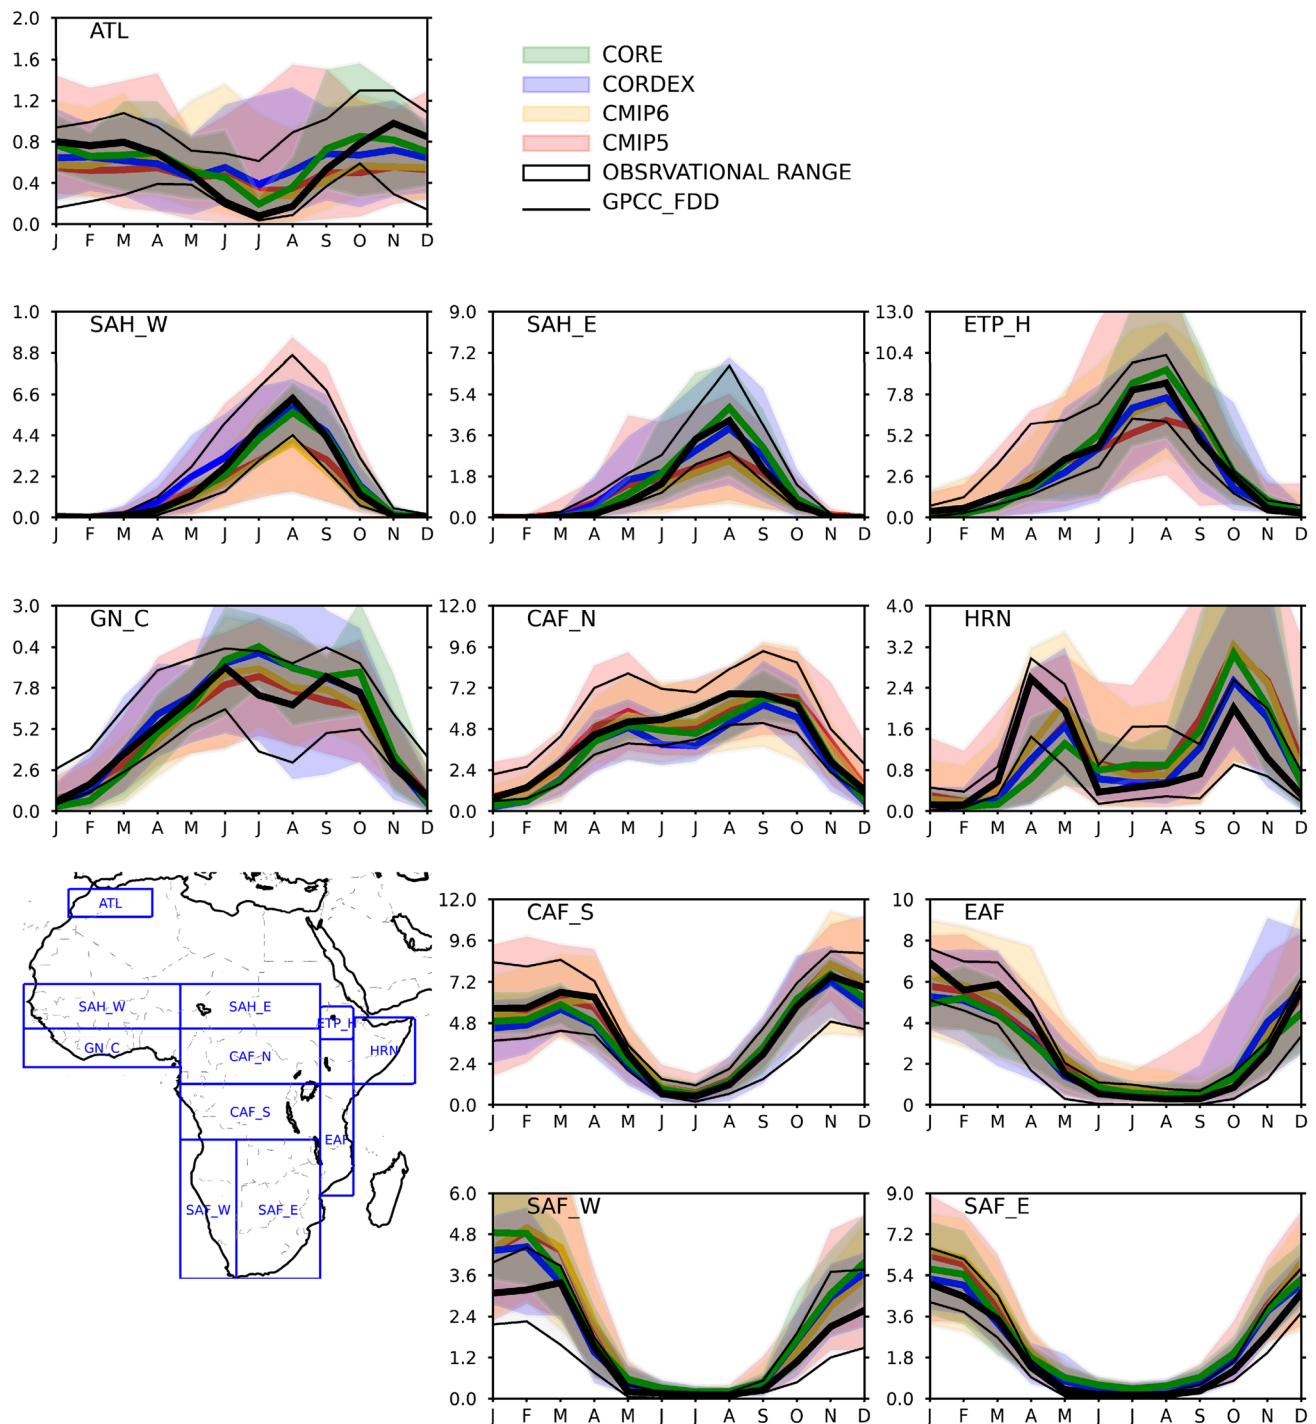 ATL
2.0
1.6
1.2
0.8
0.4
0.0
J F M A M J J A S O N D
CORE
CORDEX
CMIP6
CMIP5
OBSRVATIONAL RANGE
GPCC_FDD
SAH_W
1.0
8.8
6.6
4.4
2.2
0.0
J F M A M J J A S O N D
SAH_E
9.0
7.2
5.4
3.6
1.8
0.0
J F M A M J J A S O N D
ETP_H
13.0
10.4
7.8
5.2
2.6
0.0
J F M A M J J A S O N D
GN_C
3.0
0.4
7.8
5.2
2.6
0.0
J F M A M J J A S O N D
CAF_N
12.0
9.6
7.2
4.8
2.4
0.0
J F M A M J J A S O N D
HRN
4.0
3.2
2.4
1.6
0.8
0.0
J F M A M J J A S O N D
ATL
SAH_W
SAH_E
ETP_H
GN_C
CAF_N
HRN
CAF_S
EAF
SAF_W
SAF_E
CAF_S
12.0
9.6
7.2
4.8
2.4
0.0
J F M A M J J A S O N D
EAF
10
8
6
4
2
0
J F M A M J J A S O N D
SAF_W
6.0
4.8
3.6
2.4
1.2
0.0
J F M A M J J A S O N D
SAF_E
9.0
7.2
5.4
3.6
1.8
0.0
J F M A M J J A S O N D